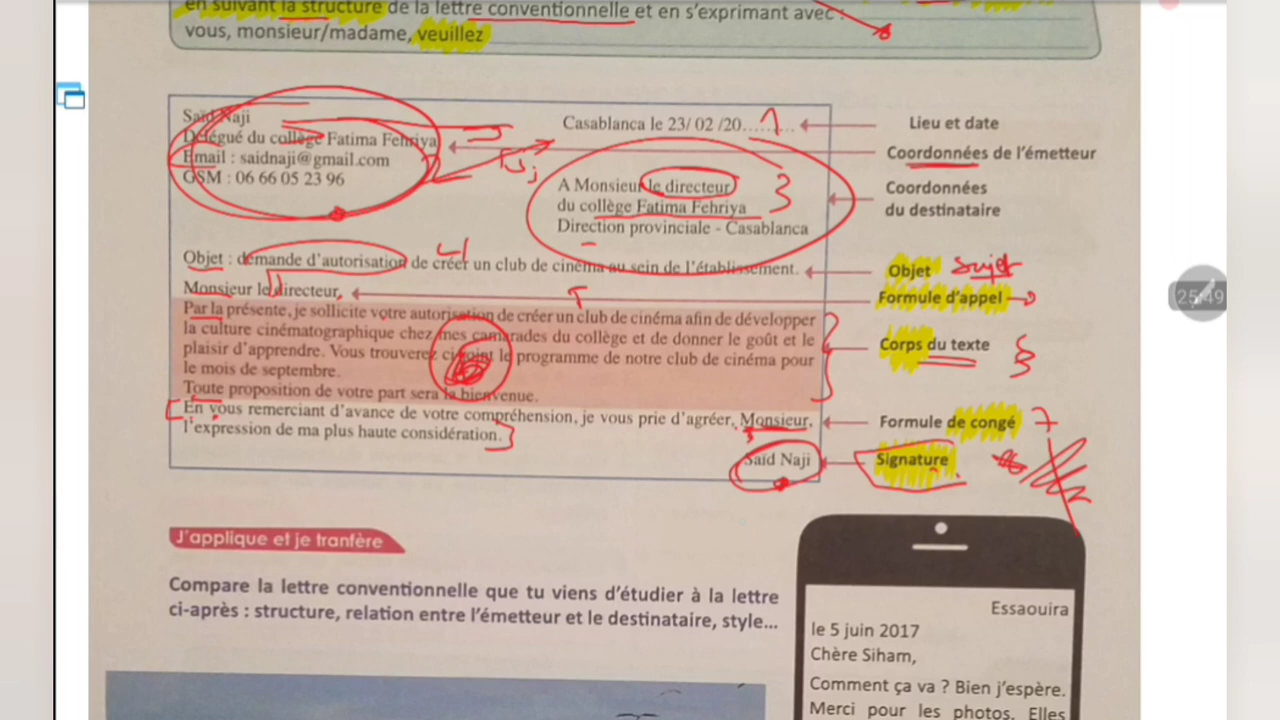 en suivant la structure de la lettre conventionnelle et en s'exprimant avec :
vous, monsieur/madame, veuillez
Said Naji
Délégué du collège Fatima Fehriya
Email : saidnaji@gmail.com
GSM : 06 66 05 23 96
Casablanca le 23/ 02 /20......... 1
A Monsieur le directeur
du collège Fatima Fehriya
Direction provinciale - Casablanca
3
Lieu et date
Coordonnées de l'émetteur
Coordonnées
du destinataire
Objet : demande d'autorisation de créer un club de cinéma au sein de l'établissement.
4
Objet sujet
Monsieur le directeur,
Formule d'appel
Par la présente, je sollicite votre autorisation de créer un club de cinéma afin de développer
la culture cinématographique chez mes camarades du collège et de donner le goût et le
plaisir d'apprendre. Vous trouverez ci-joint le programme de notre club de cinéma pour
le mois de septembre.
Toute proposition de votre part sera la bienvenue.
Corps du texte
En vous remerciant d'avance de votre compréhension, je vous prie d'agréer, Monsieur,
l'expression de ma plus haute considération.
Formule de congé 7
Said Naji
Signature
25:49
J'applique et je tranfère
Compare la lettre conventionnelle que tu viens d'étudier à la lettre
ci-après : structure, relation entre l'émetteur et le destinataire, style...
Essaouira
le 5 juin 2017
Chère Siham,
Comment ça va ? Bien j'espère.
Merci pour les photos. Elles